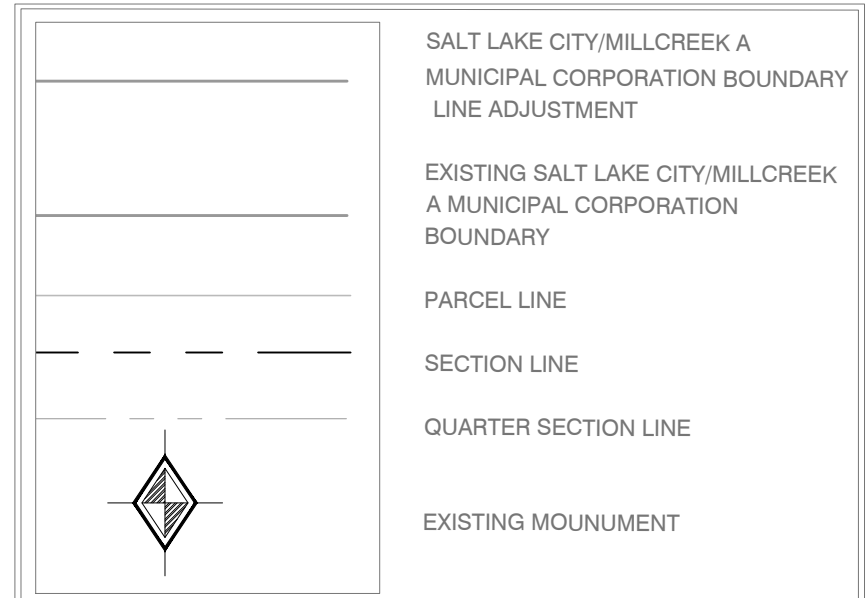 SALT LAKE CITY/MILLCREEK A
MUNICIPAL CORPORATION BOUNDARY
LINE ADJUSTMENT
EXISTING SALT LAKE CITY/MILLCREEK
A MUNICIPAL CORPORATION
BOUNDARY
PARCEL LINE
SECTION LINE
QUARTER SECTION LINE
EXISTING MOUNUMENT